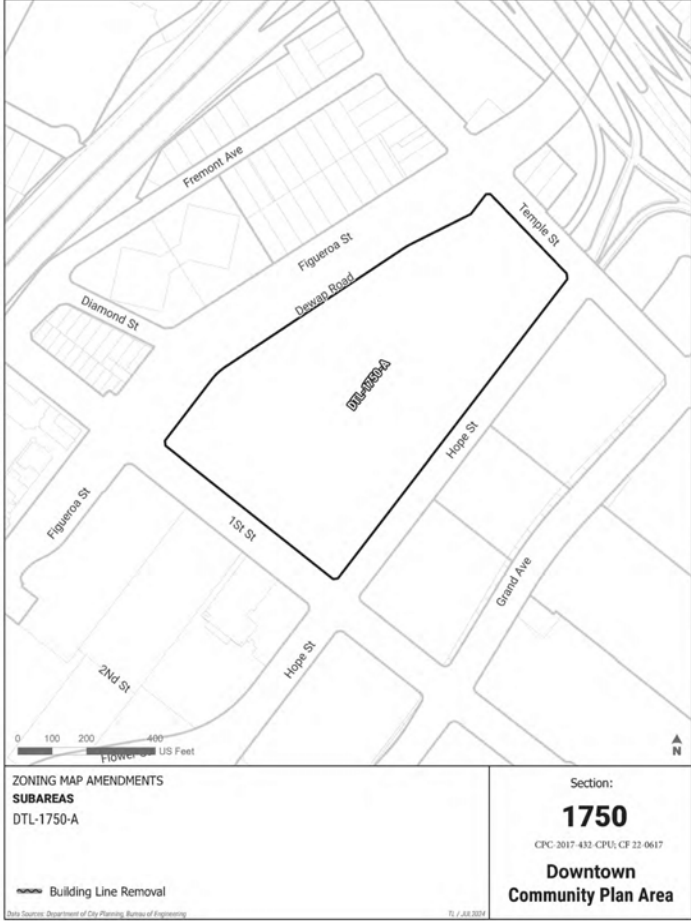 Fremont Ave
Temple St
Figueroa St
Dewap Road
Diamond St
DTL-1750-A
Hope St
Figueroa St
1St St
Grand Ave
Hope St
2Nd St
0 100 200 400
US Feet
Flower
N
ZONING MAP AMENDMENTS
SUBAREAS
DTL-1750-A
Building Line Removal
Section:
1750
CPC-2017-432-CPU; CF 22-0617
Downtown
Community Plan Area
Data Sources: Department of City Planning, Bureau of Engineering
TL / JUL 2024